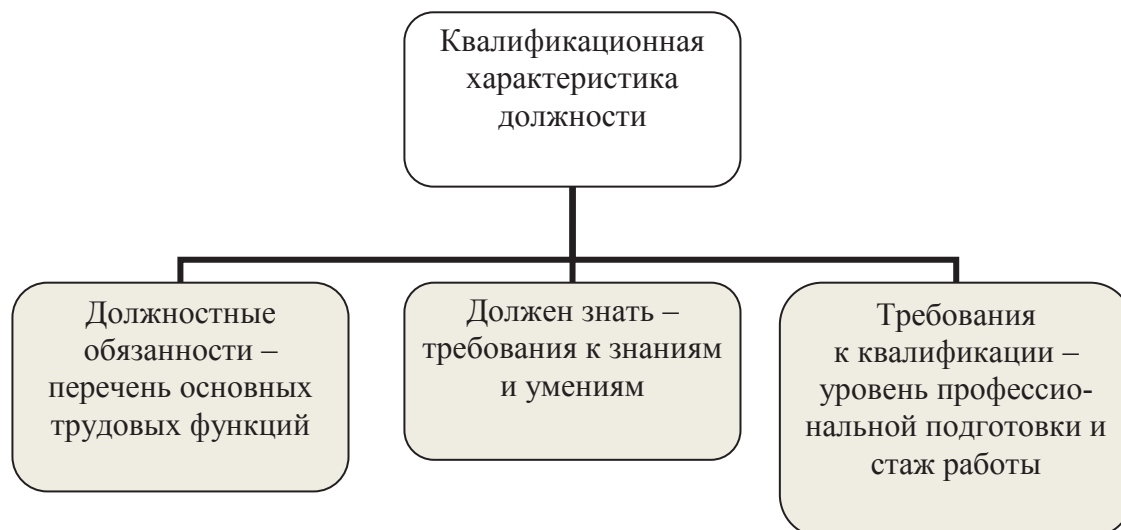 Квалификационная
характеристика
должности
Должностные
обязанности –
перечень основных
трудовых функций
Должен знать –
требования к знаниям
и умениям
Требования
к квалификации –
уровень профессио-
нальной подготовки и
стаж работы